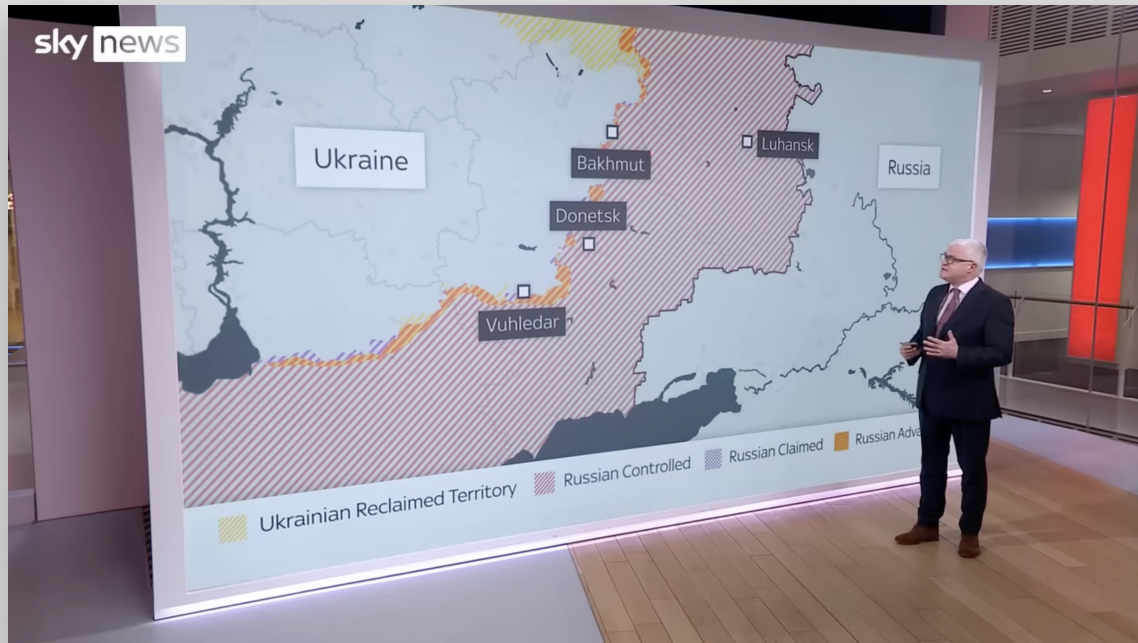 sky news
Ukraine
Bakhmut
Luhansk
Russia
Donetsk
Vuhledar
Ukrainian Reclaimed Territory
Russian Controlled
Russian Claimed
Russian Adva